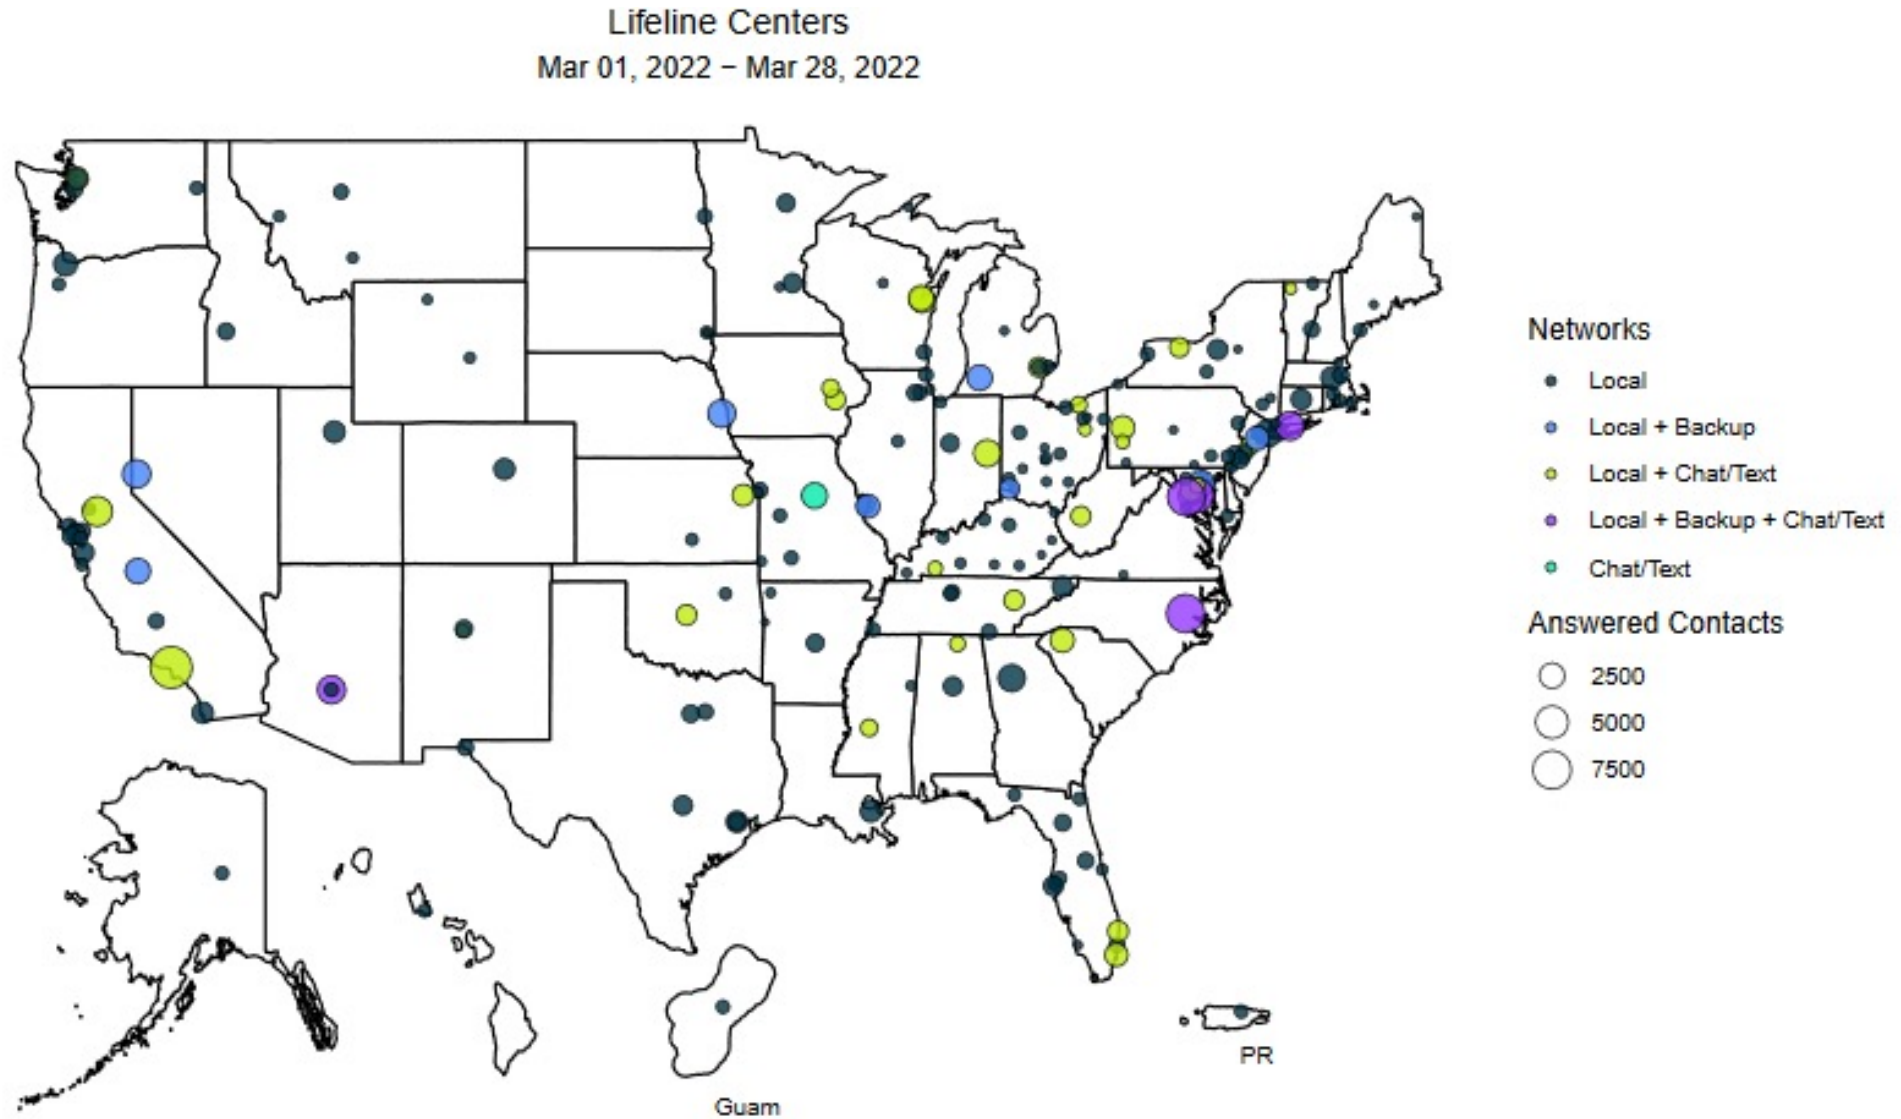 Lifeline Centers
Mar 01, 2022 − Mar 28, 2022
Networks
Local
Local + Backup
Local + Chat/Text
Local + Backup + Chat/Text
Chat/Text
Answered Contacts
2500
5000
7500
PR
Guam